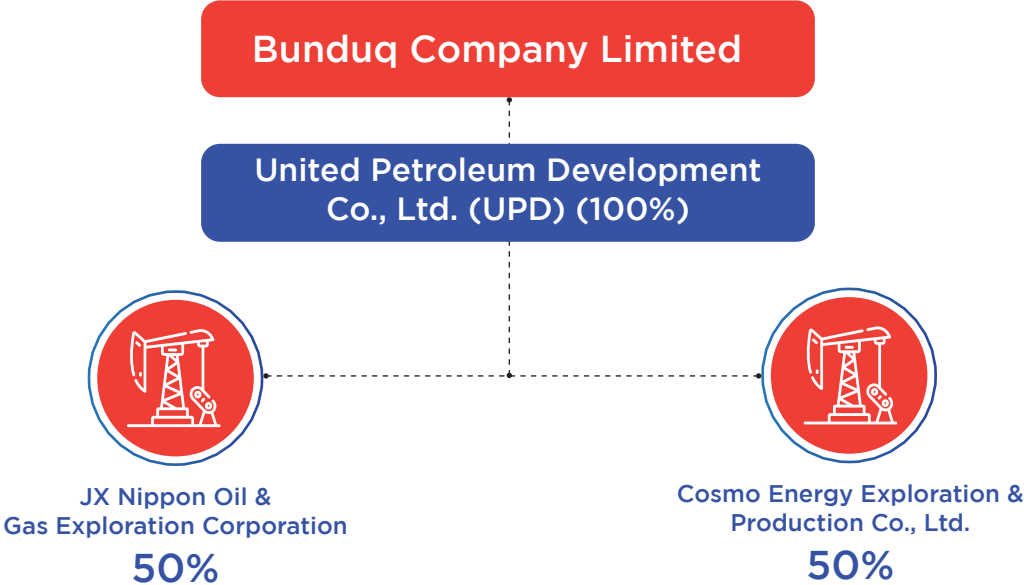 Bunduq Company Limited
United Petroleum Development
Co., Ltd. (UPD) (100%)
JX Nippon Oil &
Gas Exploration Corporation
50%
Cosmo Energy Exploration &
Production Co., Ltd.
50%